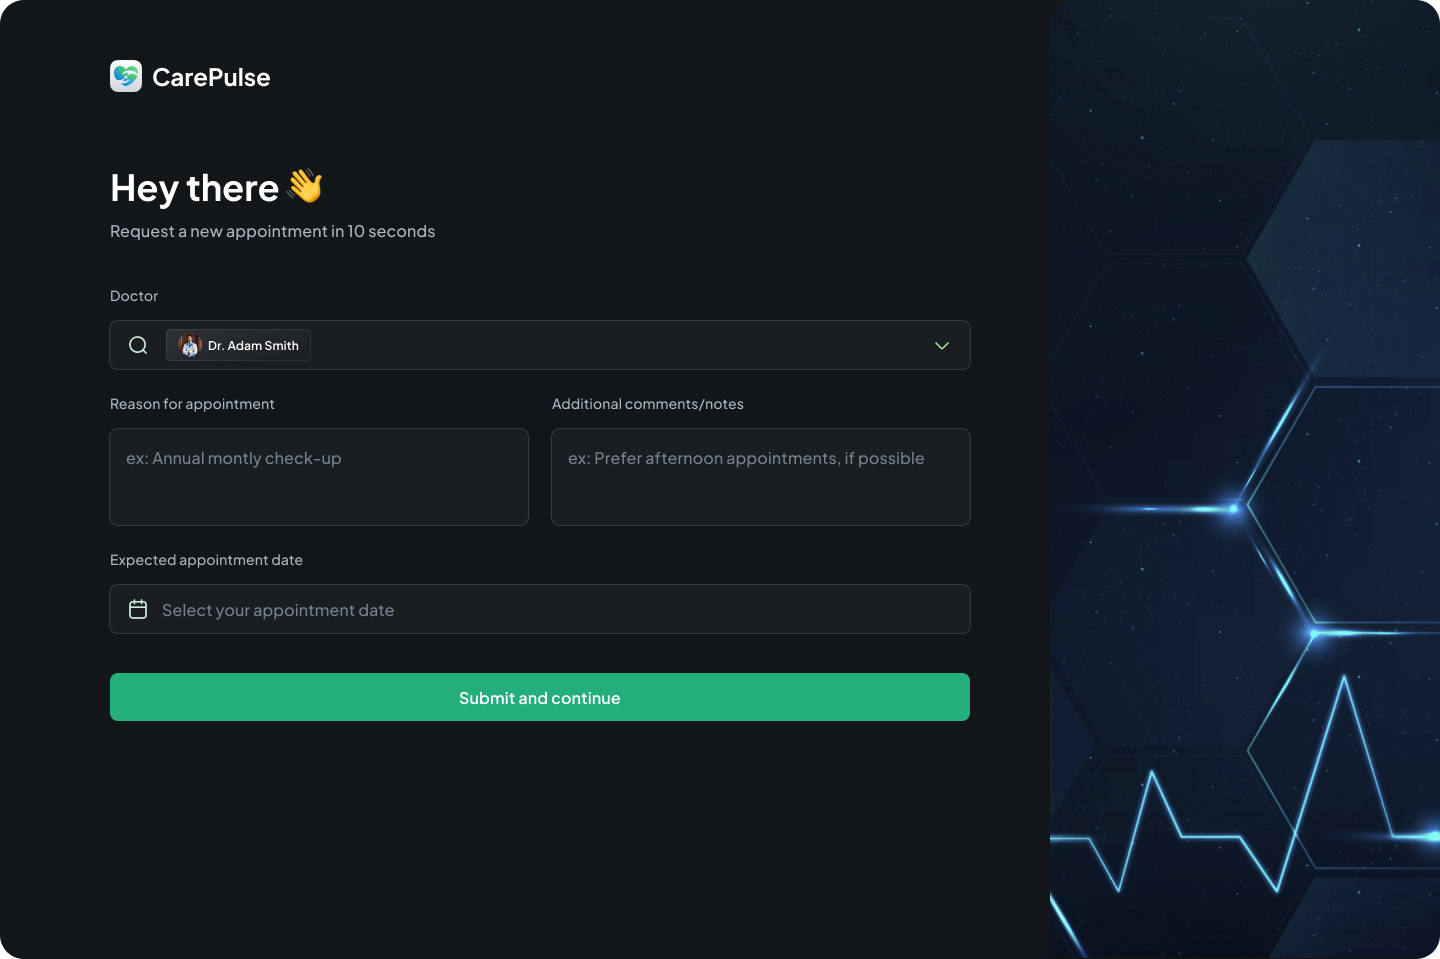 CarePulse
Hey there 👋
Request a new appointment in 10 seconds
Doctor
Dr. Adam Smith
Reason for appointment
Additional comments/notes
ex: Annual montly check-up
ex: Prefer afternoon appointments, if possible
Expected appointment date
Select your appointment date
Submit and continue